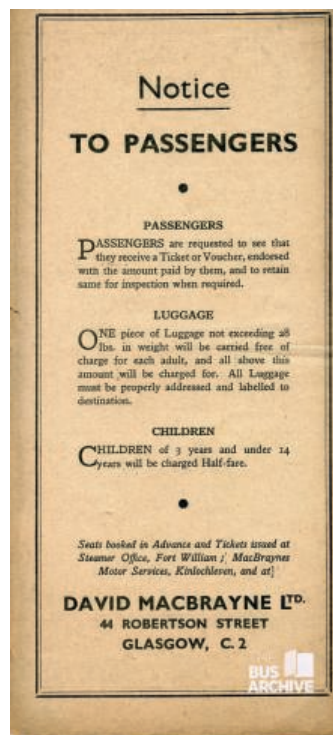 Notice
TO PASSENGERS
PASSENGERS
PASSENGERS are requested to see that
they receive a Ticket or Voucher, endorsed
with the amount paid by them, and to retain
same for inspection when required.
LUGGAGE
ONE piece of Luggage not exceeding 28
lbs. in weight will be carried free of
charge for each adult, and all above this
amount will be charged for. All Luggage
must be properly addressed and labelled to
destination.
CHILDREN
CHILDREN of 3 years and under 14
years will be charged Half-fare.
Seats booked in Advance and Tickets issued at
Steamer Office, Fort William ; MacBraynes
Motor Services, Kinlochleven, and at]
DAVID MACBRAYNE LTD.
44 ROBERTSON STREET
GLASGOW, C. 2
BUS
ARCHIVE